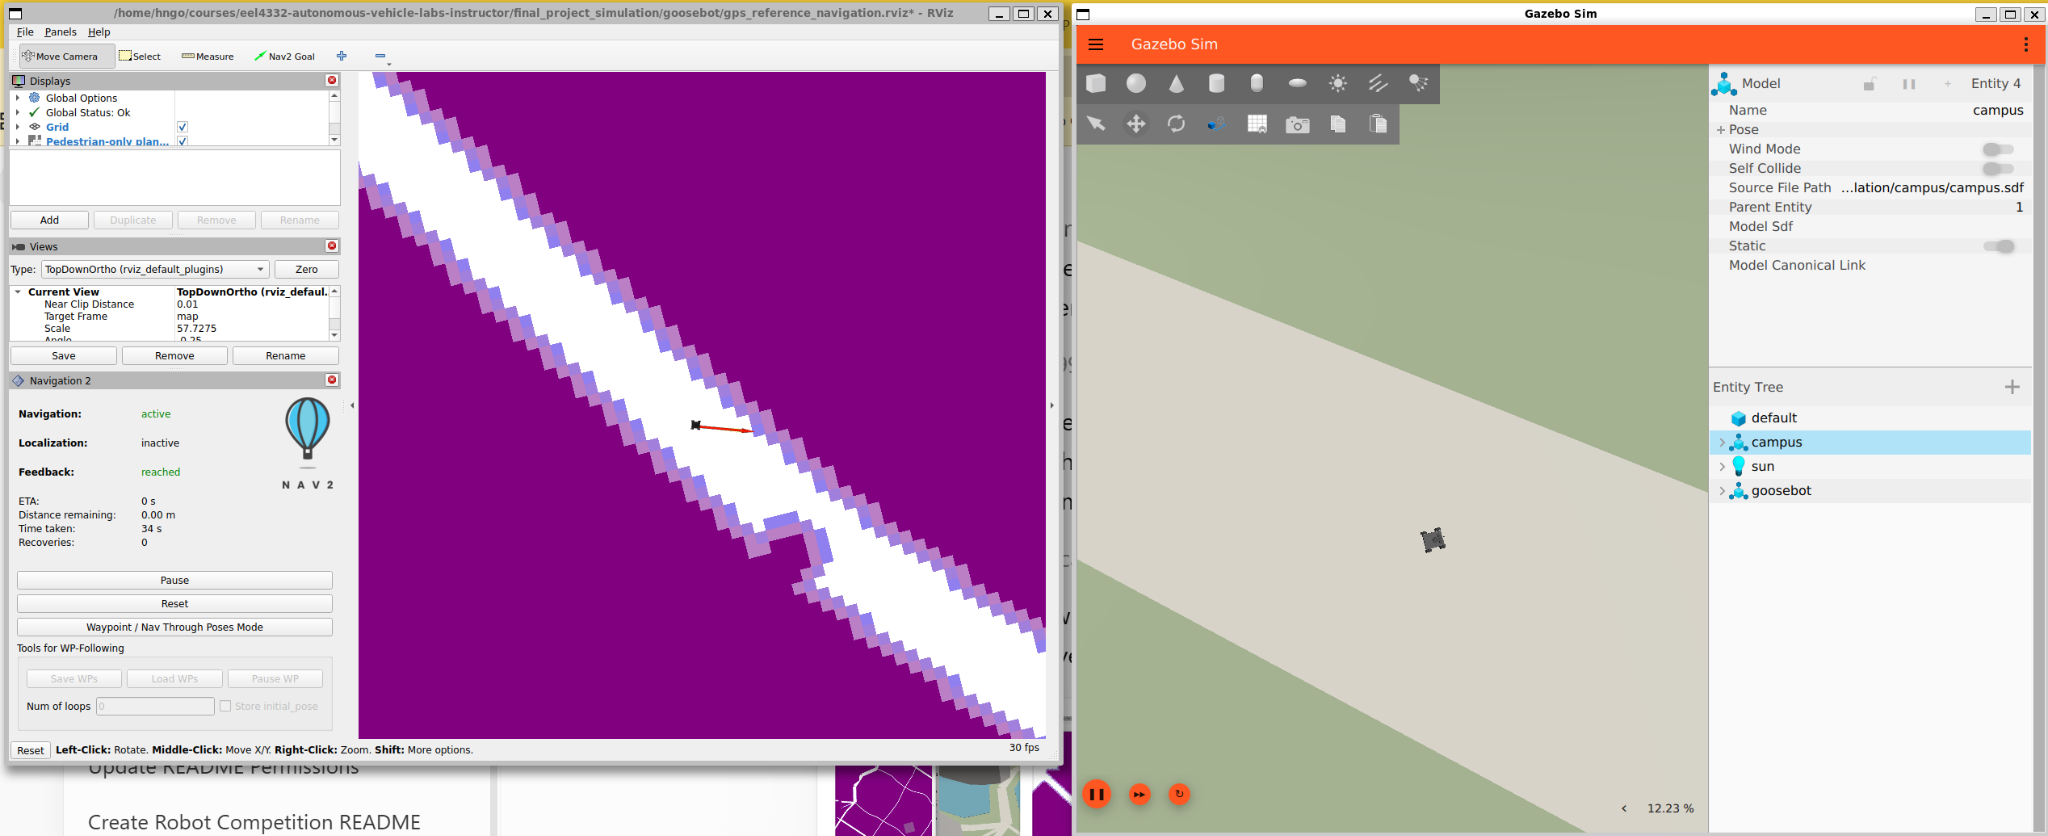 /home/hngo/courses/eel4332-autonomous-vehicle-labs-instructor/final_project_simulation/goosebot/gps_reference_navigation.rviz* - RViz
File Panels Help
Move Camera Select Measure Nav2 Goal
Displays
Global Options
Global Status: Ok
Grid
Pedestrian-only plan...
Add Duplicate Remove Rename
Views
Type: TopDownOrtho (rviz_default_plugins) Zero
Current View TopDownOrtho (rviz_defaul...
Near Clip Distance 0.01
Target Frame map
Scale 57.7275
Angle -0.25
Save Remove Rename
Navigation 2
Navigation: active
Localization: inactive
Feedback: reached
NAV2
ETA: 0 s
Distance remaining: 0.00 m
Time taken: 34 s
Recoveries: 0
Pause
Reset
Waypoint / Nav Through Poses Mode
Tools for WP-Following
Save WPs Load WPs Pause WP
Num of loops 0 Store initial_pose
Reset Left-Click: Rotate. Middle-Click: Move X/Y. Right-Click: Zoom. Shift: More options. 30 fps
Update README Permissions
Create Robot Competition README
Gazebo Sim
Gazebo Sim
Model Entity 4
Name campus
Pose
Wind Mode
Self Collide
Source File Path ...lation/campus/campus.sdf
Parent Entity 1
Model Sdf
Static
Model Canonical Link
Entity Tree
default
campus
sun
goosebot
12.23 %